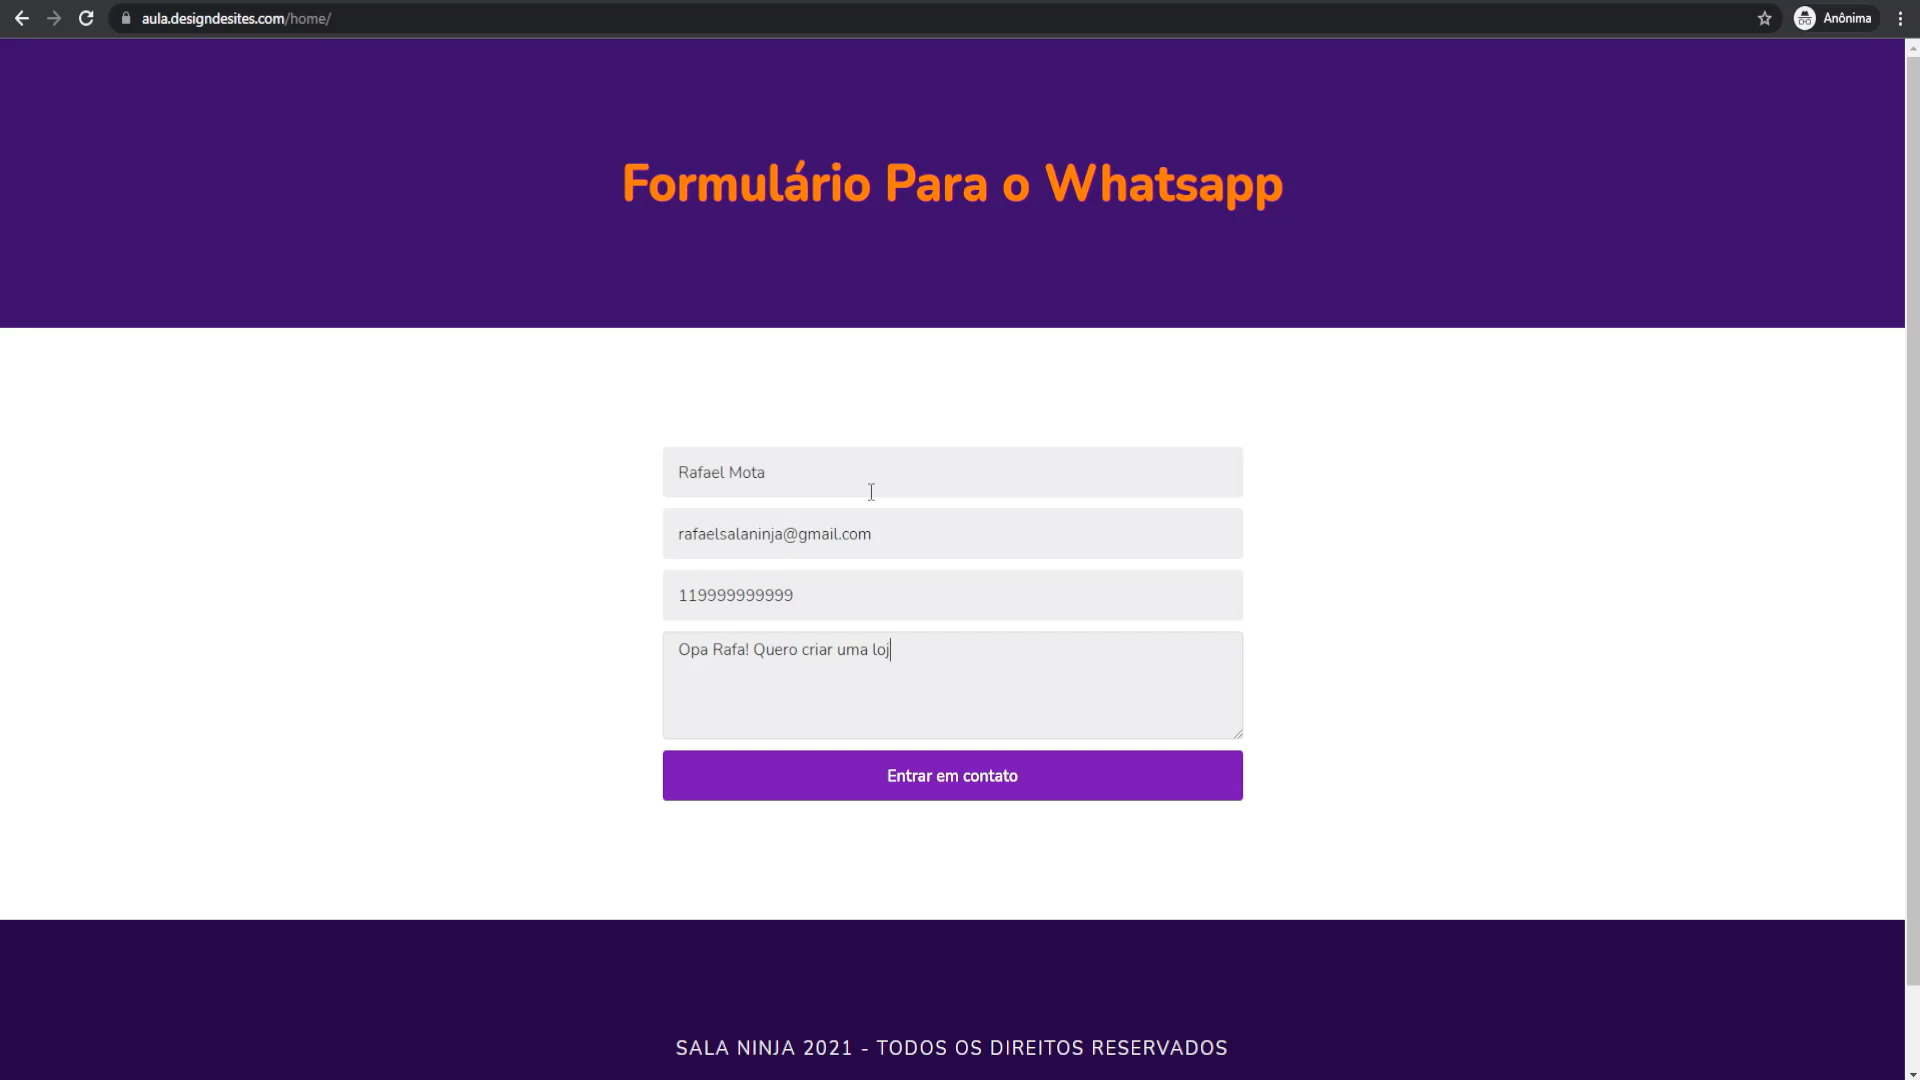 aula.designdesites.com/home/
Anônima
Formulário Para o Whatsapp
Rafael Mota
rafaelsalaninja@gmail.com
119999999999
Opa Rafa! Quero criar uma loj
Entrar em contato
SALA NINJA 2021 - TODOS OS DIREITOS RESERVADOS